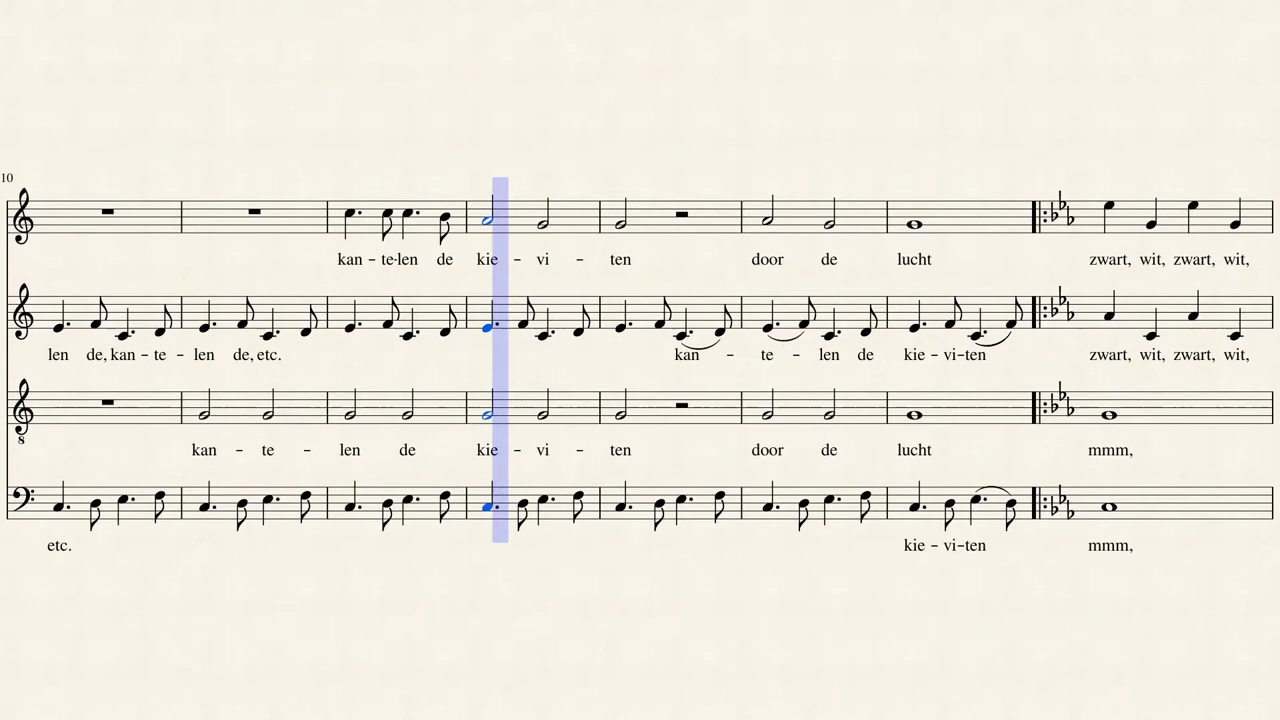 10
kan – te-len de kie – vi – ten door de lucht zwart, wit, zwart, wit,
len de, kan – te – len de, etc. kan – te – len de kie – vi – ten zwart, wit, zwart, wit,
kan – te – len de kie – vi – ten door de lucht mmm,
etc. kie – vi – ten mmm,